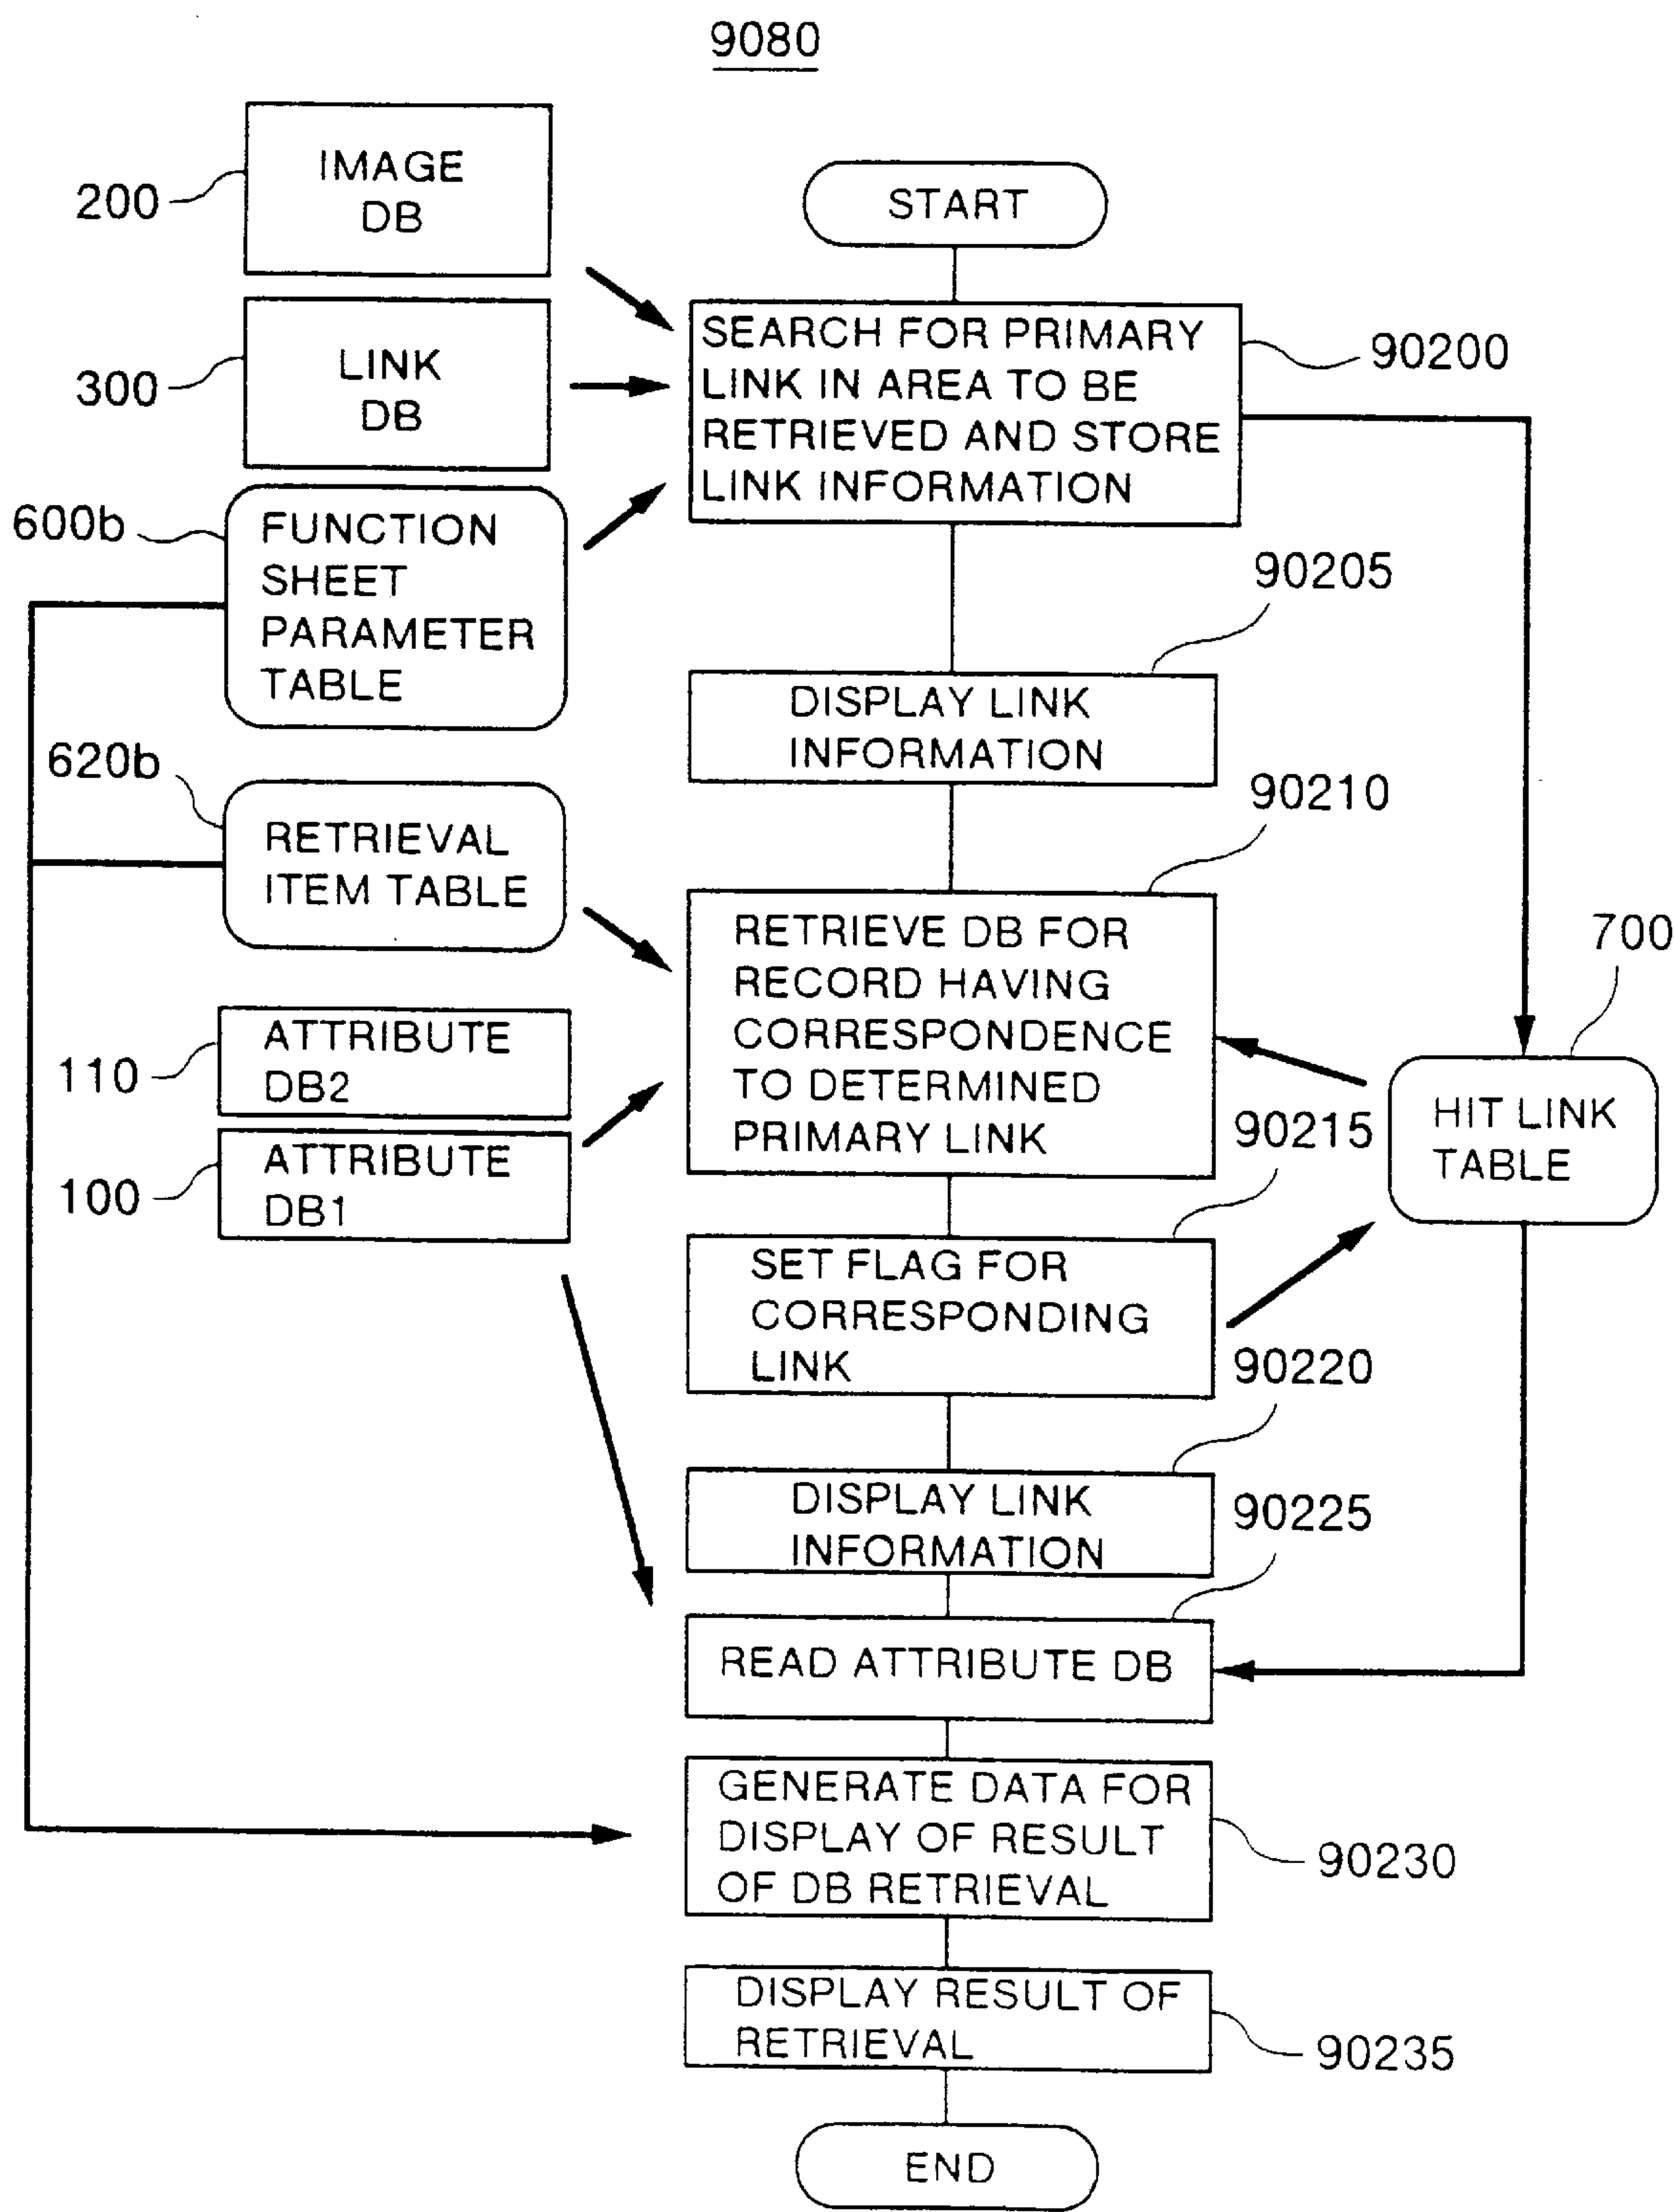 9080
IMAGE
DB
200
START
LINK
DB
300
SEARCH FOR PRIMARY
LINK IN AREA TO BE
RETRIEVED AND STORE
LINK INFORMATION
90200
600b
FUNCTION
SHEET
PARAMETER
TABLE
90205
DISPLAY LINK
INFORMATION
620b
RETRIEVAL
ITEM TABLE
90210
RETRIEVE DB FOR
RECORD HAVING
CORRESPONDENCE
TO DETERMINED
PRIMARY LINK
700
HIT LINK
TABLE
110
ATTRIBUTE
DB2
100
ATTRIBUTE
DB1
90215
SET FLAG FOR
CORRESPONDING
LINK
90220
DISPLAY LINK
INFORMATION
90225
READ ATTRIBUTE DB
GENERATE DATA FOR
DISPLAY OF RESULT
OF DB RETRIEVAL
90230
DISPLAY RESULT OF
RETRIEVAL
90235
END